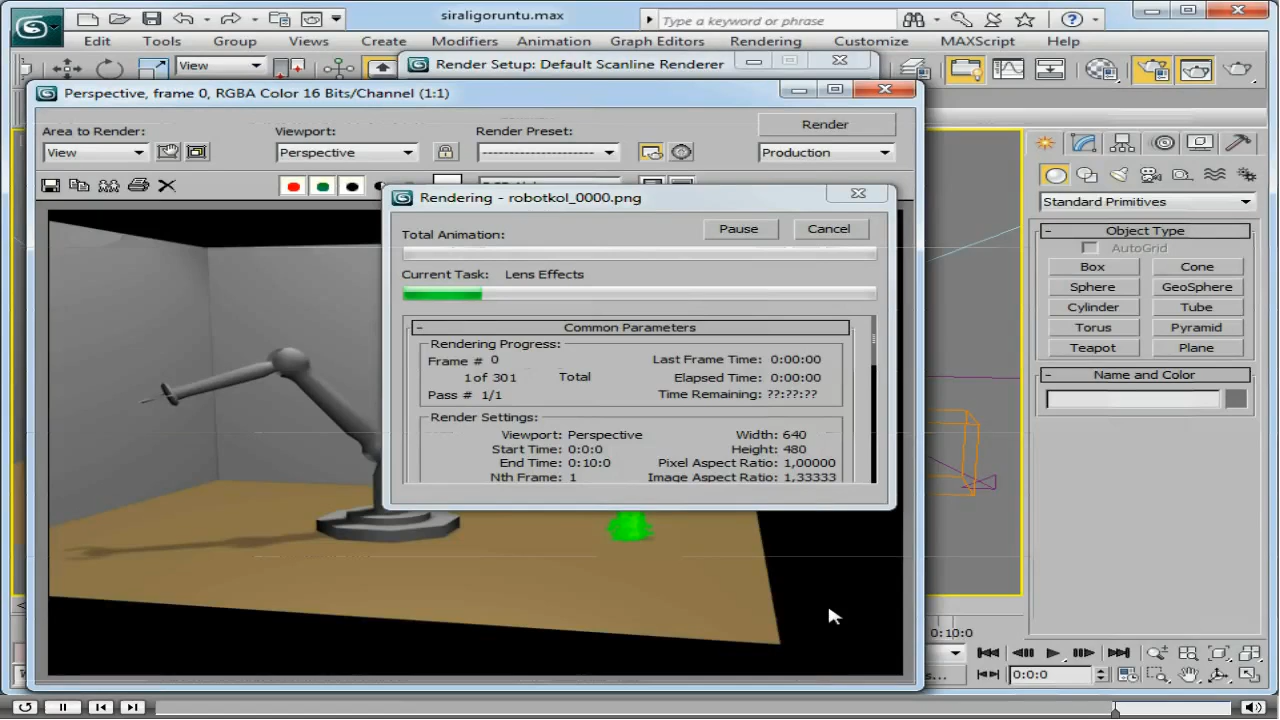 siraligoruntu.max
Type a keyword or phrase
Edit Tools Group Views Create Modifiers Animation Graph Editors Rendering Customize MAXScript Help
View
Render Setup: Default Scanline Renderer
Perspective, frame 0, RGBA Color 16 Bits/Channel (1:1)
Area to Render:
Viewport:
Render Preset:
Render
View
Perspective
Production
Rendering - robotkol_0000.png
Total Animation:
Pause
Cancel
Current Task: Lens Effects
Common Parameters
Rendering Progress:
Frame # 0
Last Frame Time: 0:00:00
1 of 301 Total
Elapsed Time: 0:00:00
Pass # 1/1
Time Remaining: ??:??:??
Render Settings:
Viewport: Perspective
Width: 640
Start Time: 0:0:0
Height: 480
End Time: 0:10:0
Pixel Aspect Ratio: 1,00000
Nth Frame: 1
Image Aspect Ratio: 1,33333
Standard Primitives
Object Type
AutoGrid
Box Cone
Sphere GeoSphere
Cylinder Tube
Torus Pyramid
Teapot Plane
Name and Color
0:10:0
0:0:0